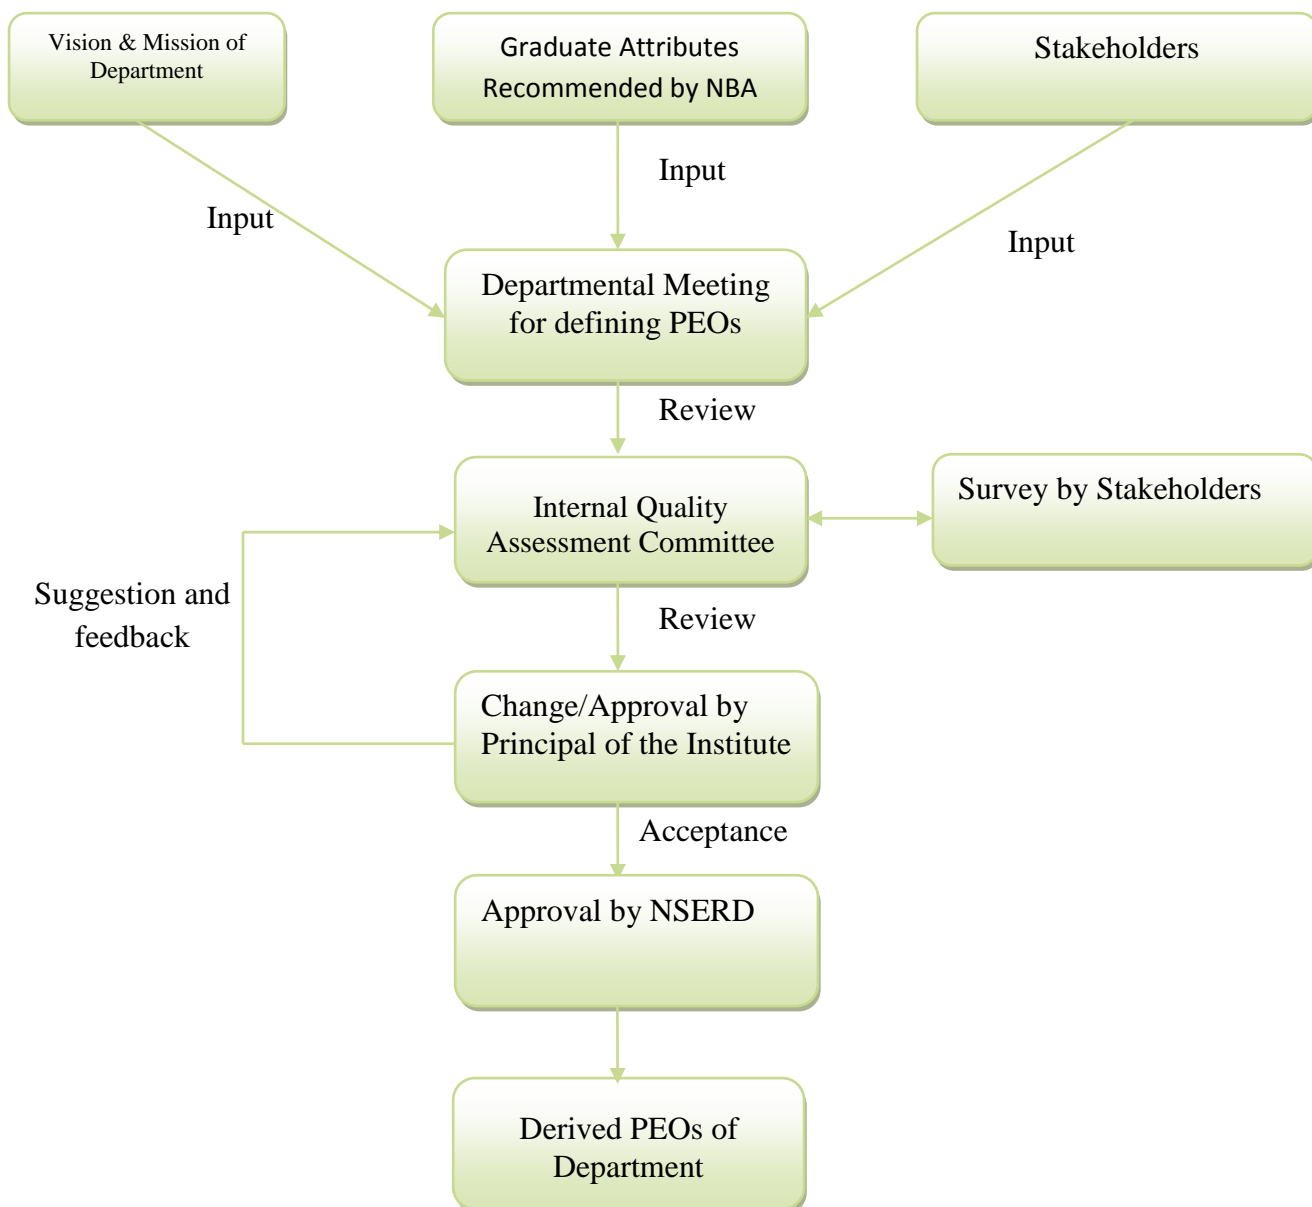 Vision & Mission of
Department
Graduate Attributes
Recommended by NBA
Stakeholders
Input
Input
Input
Departmental Meeting
for defining PEOs
Review
Internal Quality
Assessment Committee
Survey by Stakeholders
Suggestion and
feedback
Review
Change/Approval by
Principal of the Institute
Acceptance
Approval by NSERD
Derived PEOs of
Department